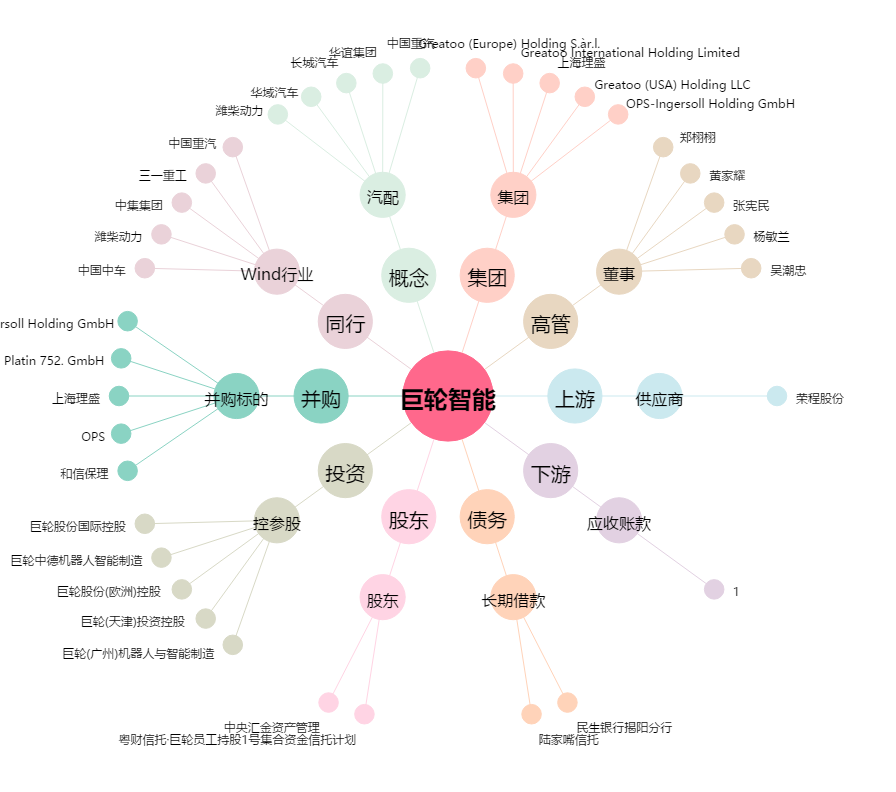 中国重汽
Greatoo (Europe) Holding S.àr.l.
华谊集团
Greatoo International Holding Limited
长城汽车
上海理盛
华域汽车
Greatoo (USA) Holding LLC
潍柴动力
OPS-Ingersoll Holding GmbH
中国重汽
郑栩栩
三一重工
黄家耀
汽配
集团
中集集团
张宪民
潍柴动力
杨敏兰
中国中车
Wind行业
概念
集团
董事
吴潮忠
rsoll Holding GmbH
同行
高管
Platin 752. GmbH
上海理盛
并购标的
并购
巨轮智能
上游
供应商
荣程股份
OPS
和信保理
投资
下游
巨轮股份国际控股
控参股
股东
债务
应收账款
巨轮中德机器人智能制造
巨轮股份(欧洲)控股
1
股东
长期借款
巨轮(天津)投资控股
巨轮(广州)机器人与智能制造
中央汇金资产管理
民生银行揭阳分行
粤财信托·巨轮员工持股1号集合资金信托计划
陆家嘴信托